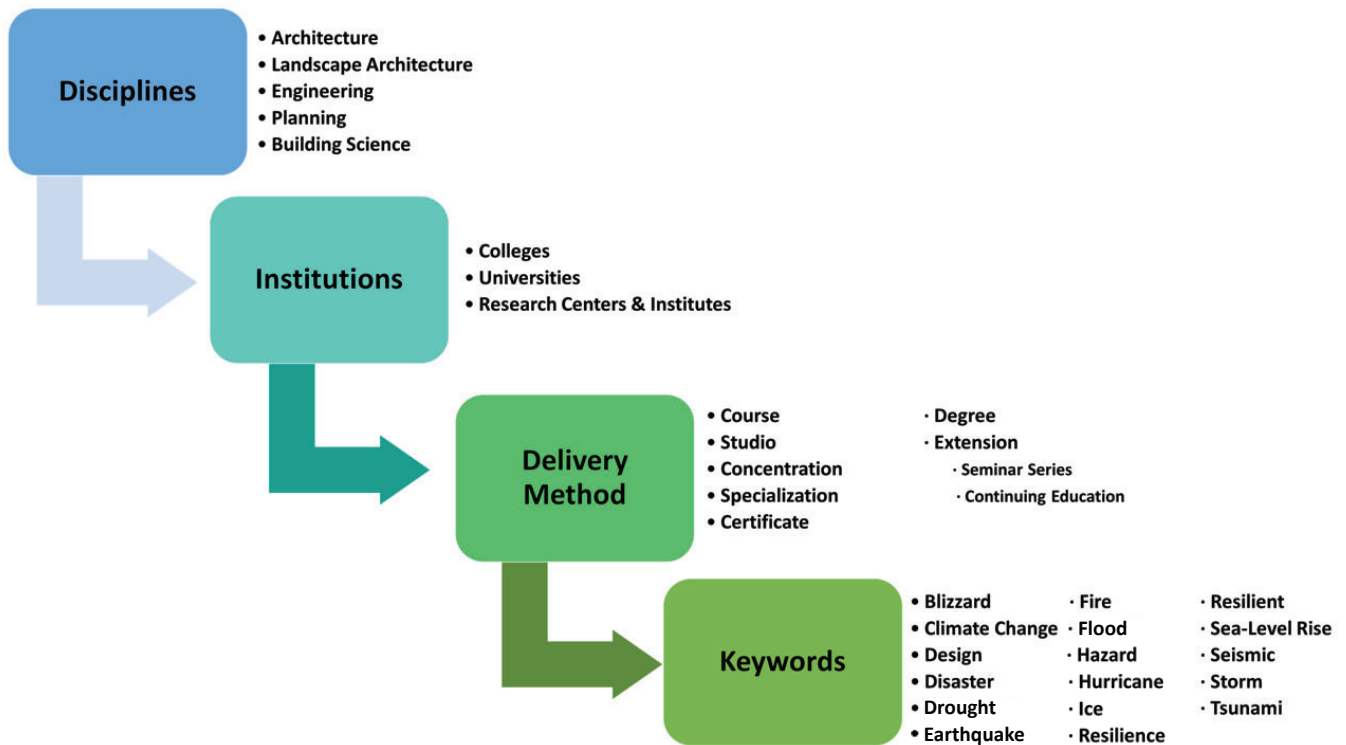 Disciplines
• Architecture
• Landscape Architecture
• Engineering
• Planning
• Building Science
Institutions
• Colleges
• Universities
• Research Centers & Institutes
Delivery
Method
• Course
• Studio
• Concentration
• Specialization
• Certificate
· Degree
· Extension
· Seminar Series
· Continuing Education
Keywords
• Blizzard
• Climate Change
• Design
• Disaster
• Drought
• Earthquake
· Fire
· Flood
· Hazard
· Hurricane
· Ice
· Resilience
· Resilient
· Sea-Level Rise
· Seismic
· Storm
· Tsunami